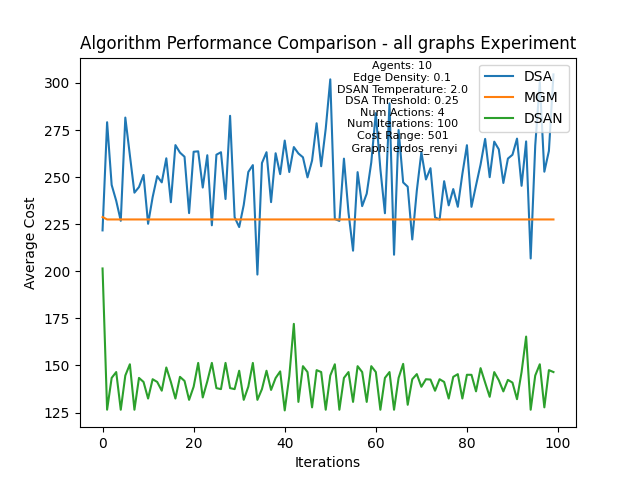 Algorithm Performance Comparison - all graphs Experiment
Agents: 10
Edge Density: 0.1
DSAN Temperature: 2.0
DSA Threshold: 0.25
Num Actions: 4
Num Iterations: 100
Cost Range: 501
Graph: erdos_renyi
DSA
MGM
DSAN
Average Cost
300
275
250
225
200
175
150
125
0
20
40
60
80
100
Iterations